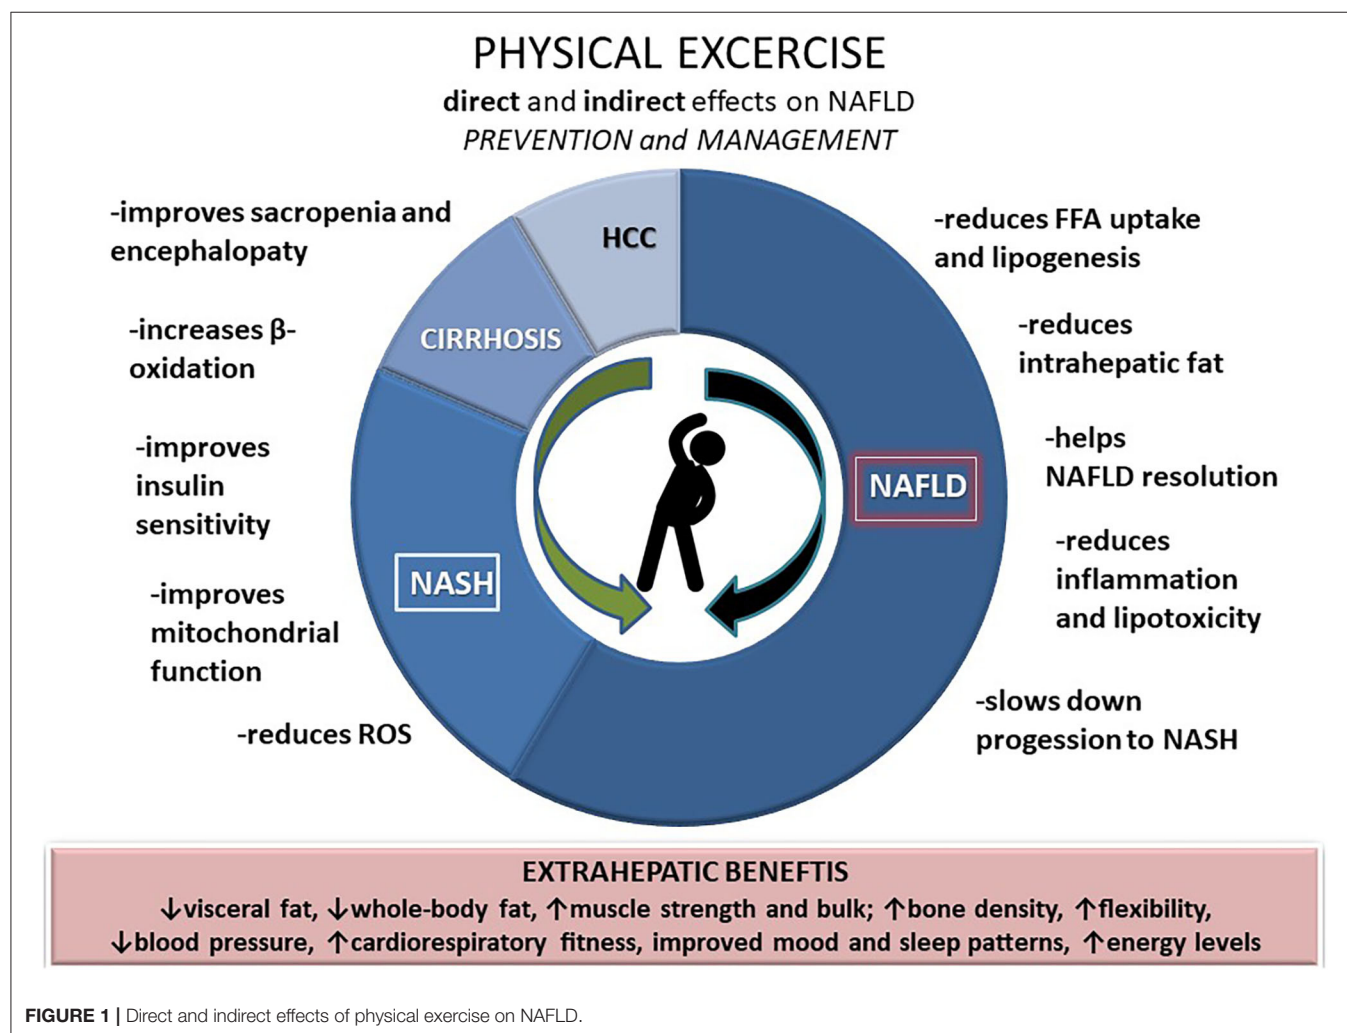 PHYSICAL EXCERCISE
direct and indirect effects on NAFLD
PREVENTION and MANAGEMENT
-improves sacropenia and
encephalopaty
-increases β-
oxidation
-improves
insulin
sensitivity
-improves
mitochondrial
function
-reduces ROS
HCC
CIRRHOSIS
NASH
NAFLD
-reduces FFA uptake
and lipogenesis
-reduces
intrahepatic fat
-helps
NAFLD resolution
-reduces
inflammation
and lipotoxicity
-slows down
progession to NASH
EXTRAHEPATIC BENEFTIS
↓visceral fat, ↓whole-body fat, ↑muscle strength and bulk; ↑bone density, ↑flexibility,
↓blood pressure, ↑cardiorespiratory fitness, improved mood and sleep patterns, ↑energy levels
FIGURE 1 | Direct and indirect effects of physical exercise on NAFLD.